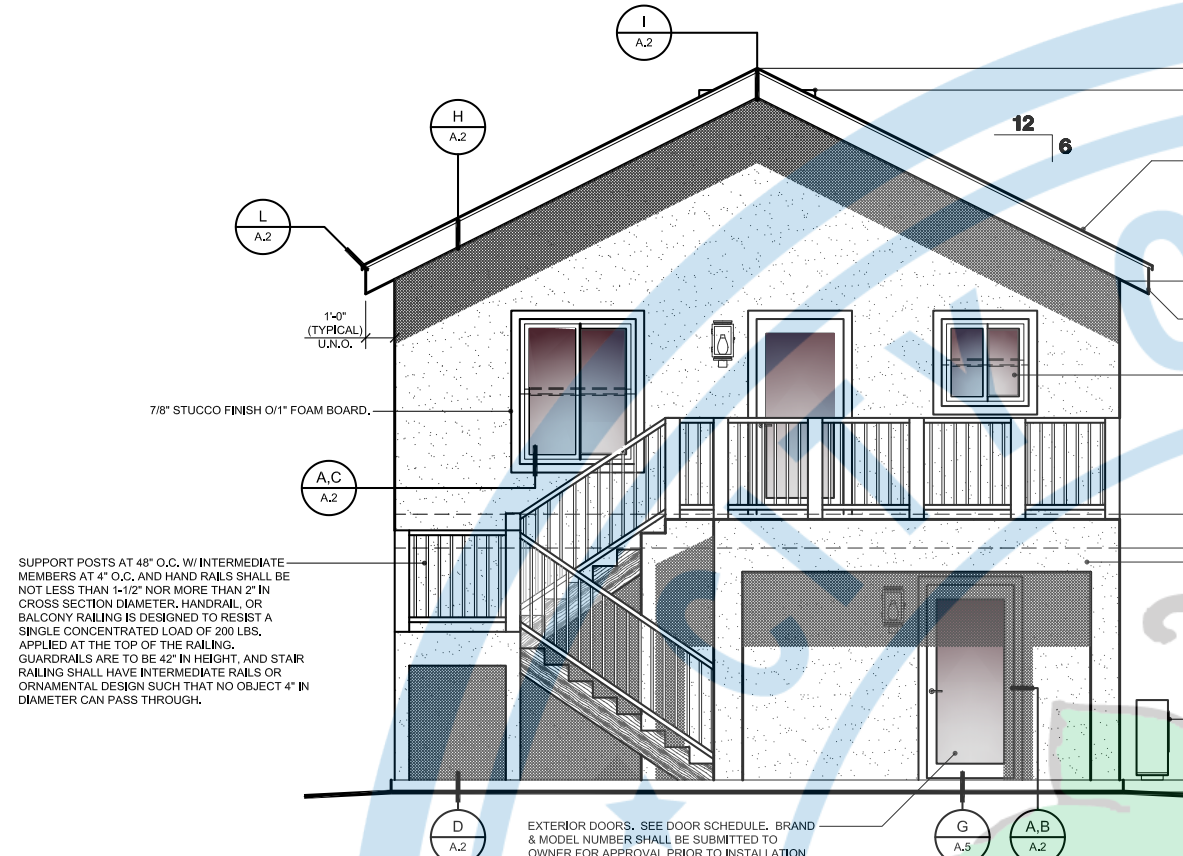 I
A.2
H
A.2
12
6
L
A.2
1'-0"
(TYPICAL)
U.N.O.
7/8" STUCCO FINISH O/1" FOAM BOARD.
A,C
A.2
SUPPORT POSTS AT 48" O.C. W/ INTERMEDIATE
MEMBERS AT 4" O.C. AND HAND RAILS SHALL BE
NOT LESS THAN 1-1/2" NOR MORE THAN 2" IN
CROSS SECTION DIAMETER. HANDRAIL, OR
BALCONY RAILING IS DESIGNED TO RESIST A
SINGLE CONCENTRATED LOAD OF 200 LBS.
APPLIED AT THE TOP OF THE RAILING.
GUARDRAILS ARE TO BE 42" IN HEIGHT, AND STAIR
RAILING SHALL HAVE INTERMEDIATE RAILS OR
ORNAMENTAL DESIGN SUCH THAT NO OBJECT 4" IN
DIAMETER CAN PASS THROUGH.
D
A.2
EXTERIOR DOORS. SEE DOOR SCHEDULE. BRAND
& MODEL NUMBER SHALL BE SUBMITTED TO
OWNER FOR APPROVAL PRIOR TO INSTALLATION
G
A.5
A,B
A.2
CITY O